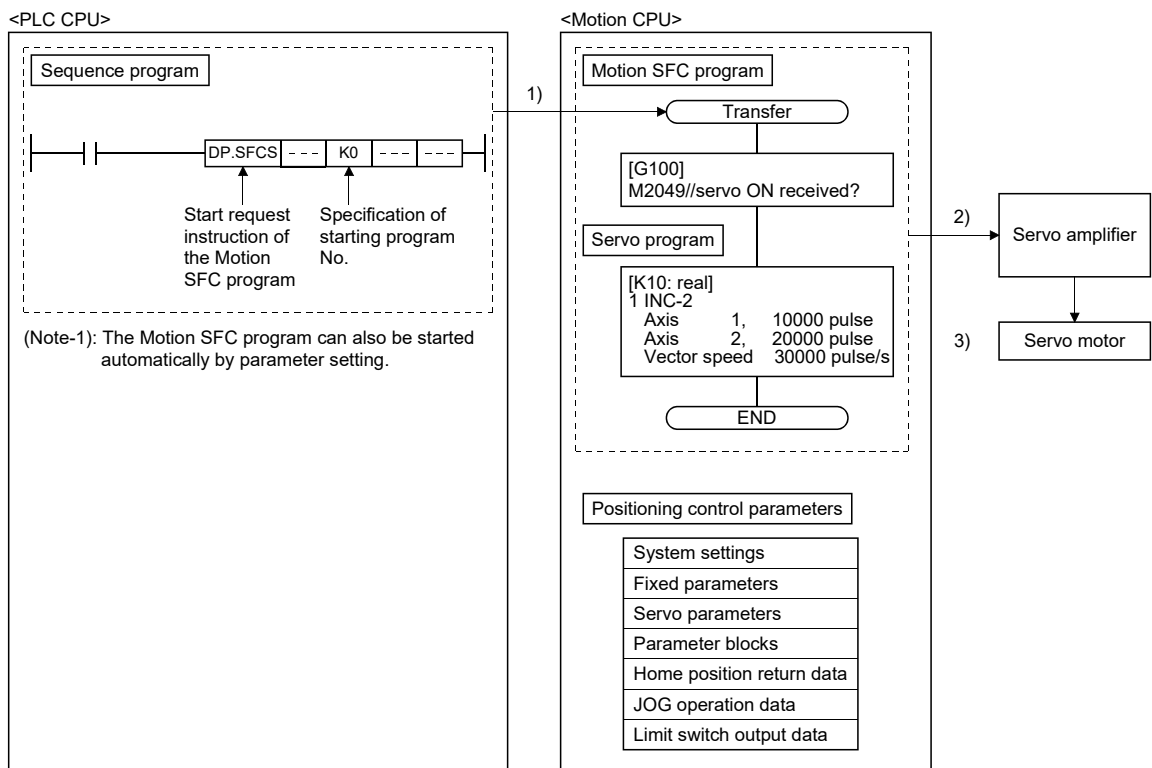 <PLC CPU>
Sequence program
DP.SFCS --- K0 --- ---
Start request
instruction of
the Motion
SFC program
Specification of
starting program
No.
(Note-1): The Motion SFC program can also be started
automatically by parameter setting.
1)
<Motion CPU>
Motion SFC program
Transfer
[G100]
M2049//servo ON received?
Servo program
[K10: real]
1 INC-2
Axis 1, 10000 pulse
Axis 2, 20000 pulse
Vector speed 30000 pulse/s
END
Positioning control parameters
System settings
Fixed parameters
Servo parameters
Parameter blocks
Home position return data
JOG operation data
Limit switch output data
2)
Servo amplifier
3)
Servo motor